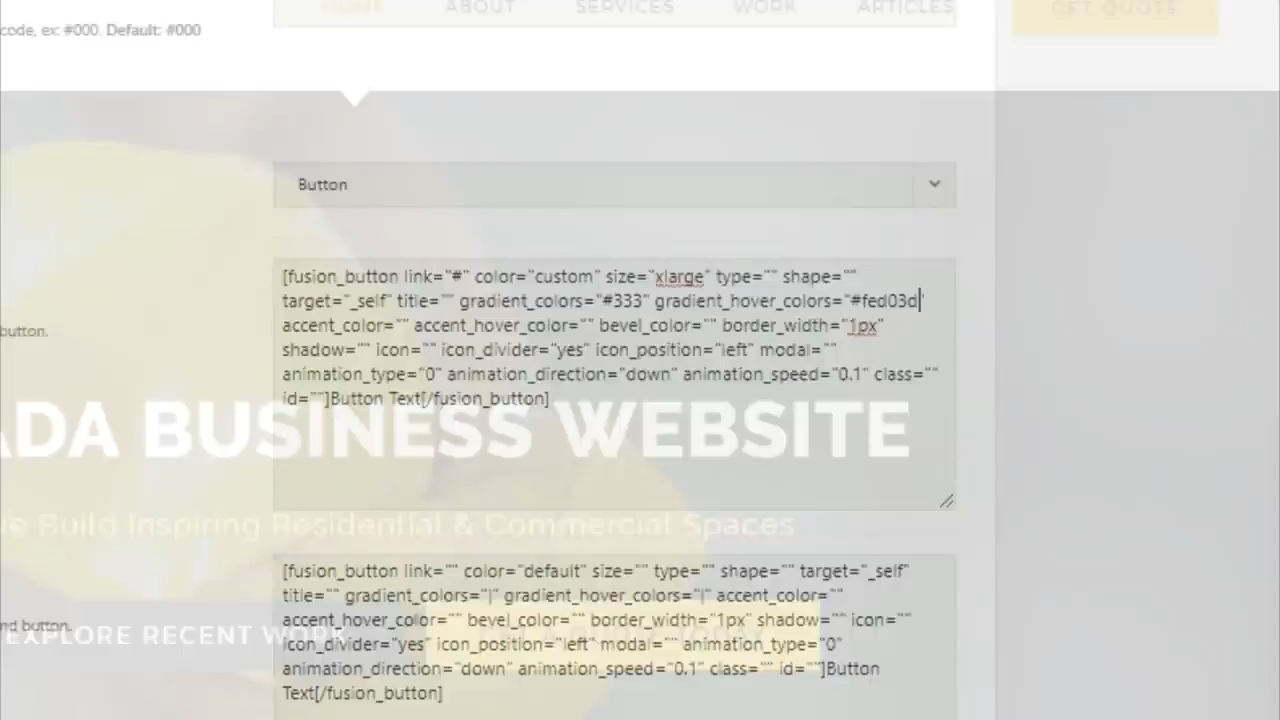 HOME ABOUT SERVICES WORK ARTICLES GET QUOTE
code, ex: #000. Default: #000
Button
[fusion_button link="#" color="custom" size="xlarge" type="" shape=""
target="_self" title="" gradient_colors="#333" gradient_hover_colors="#fed03d"
button.
accent_color="" accent_hover_color="" bevel_color="" border_width="1px"
shadow="" icon="" icon_divider="yes" icon_position="left" modal=""
animation_type="0" animation_direction="down" animation_speed="0.1" class=""
id=""]Button Text[/fusion_button]
ADA BUSINESS WEBSITE
Build Inspiring Residential & Commercial Spaces
[fusion_button link="" color="default" size="" type="" shape="" target="_self"
title="" gradient_colors="|" gradient_hover_colors="|" accent_color=""
accent_hover_color="" bevel_color="" border_width="1px" shadow="" icon=""
nd button.
EXPLORE RECENT WORK
icon_divider="yes" icon_position="left" modal="" animation_type="0"
animation_direction="down" animation_speed="0.1" class="" id=""]Button
Text[/fusion_button]